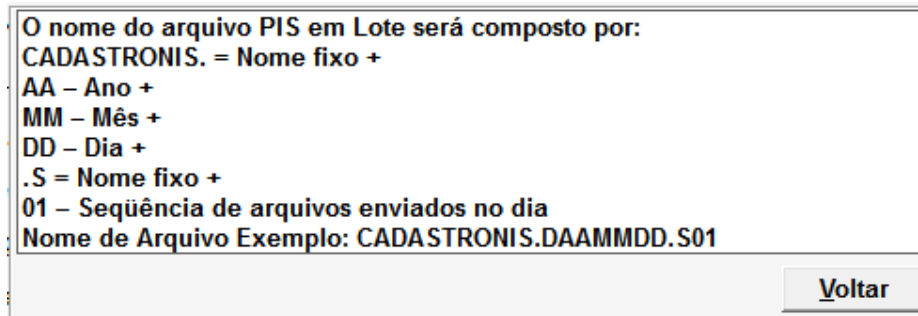 O nome do arquivo PIS em Lote será composto por:
CADASTRONIS. = Nome fixo +
AA – Ano +
MM – Mês +
DD – Dia +
.S = Nome fixo +
01 – Seqüência de arquivos enviados no dia
Nome de Arquivo Exemplo: CADASTRONIS.DAAMMDD.S01
Voltar